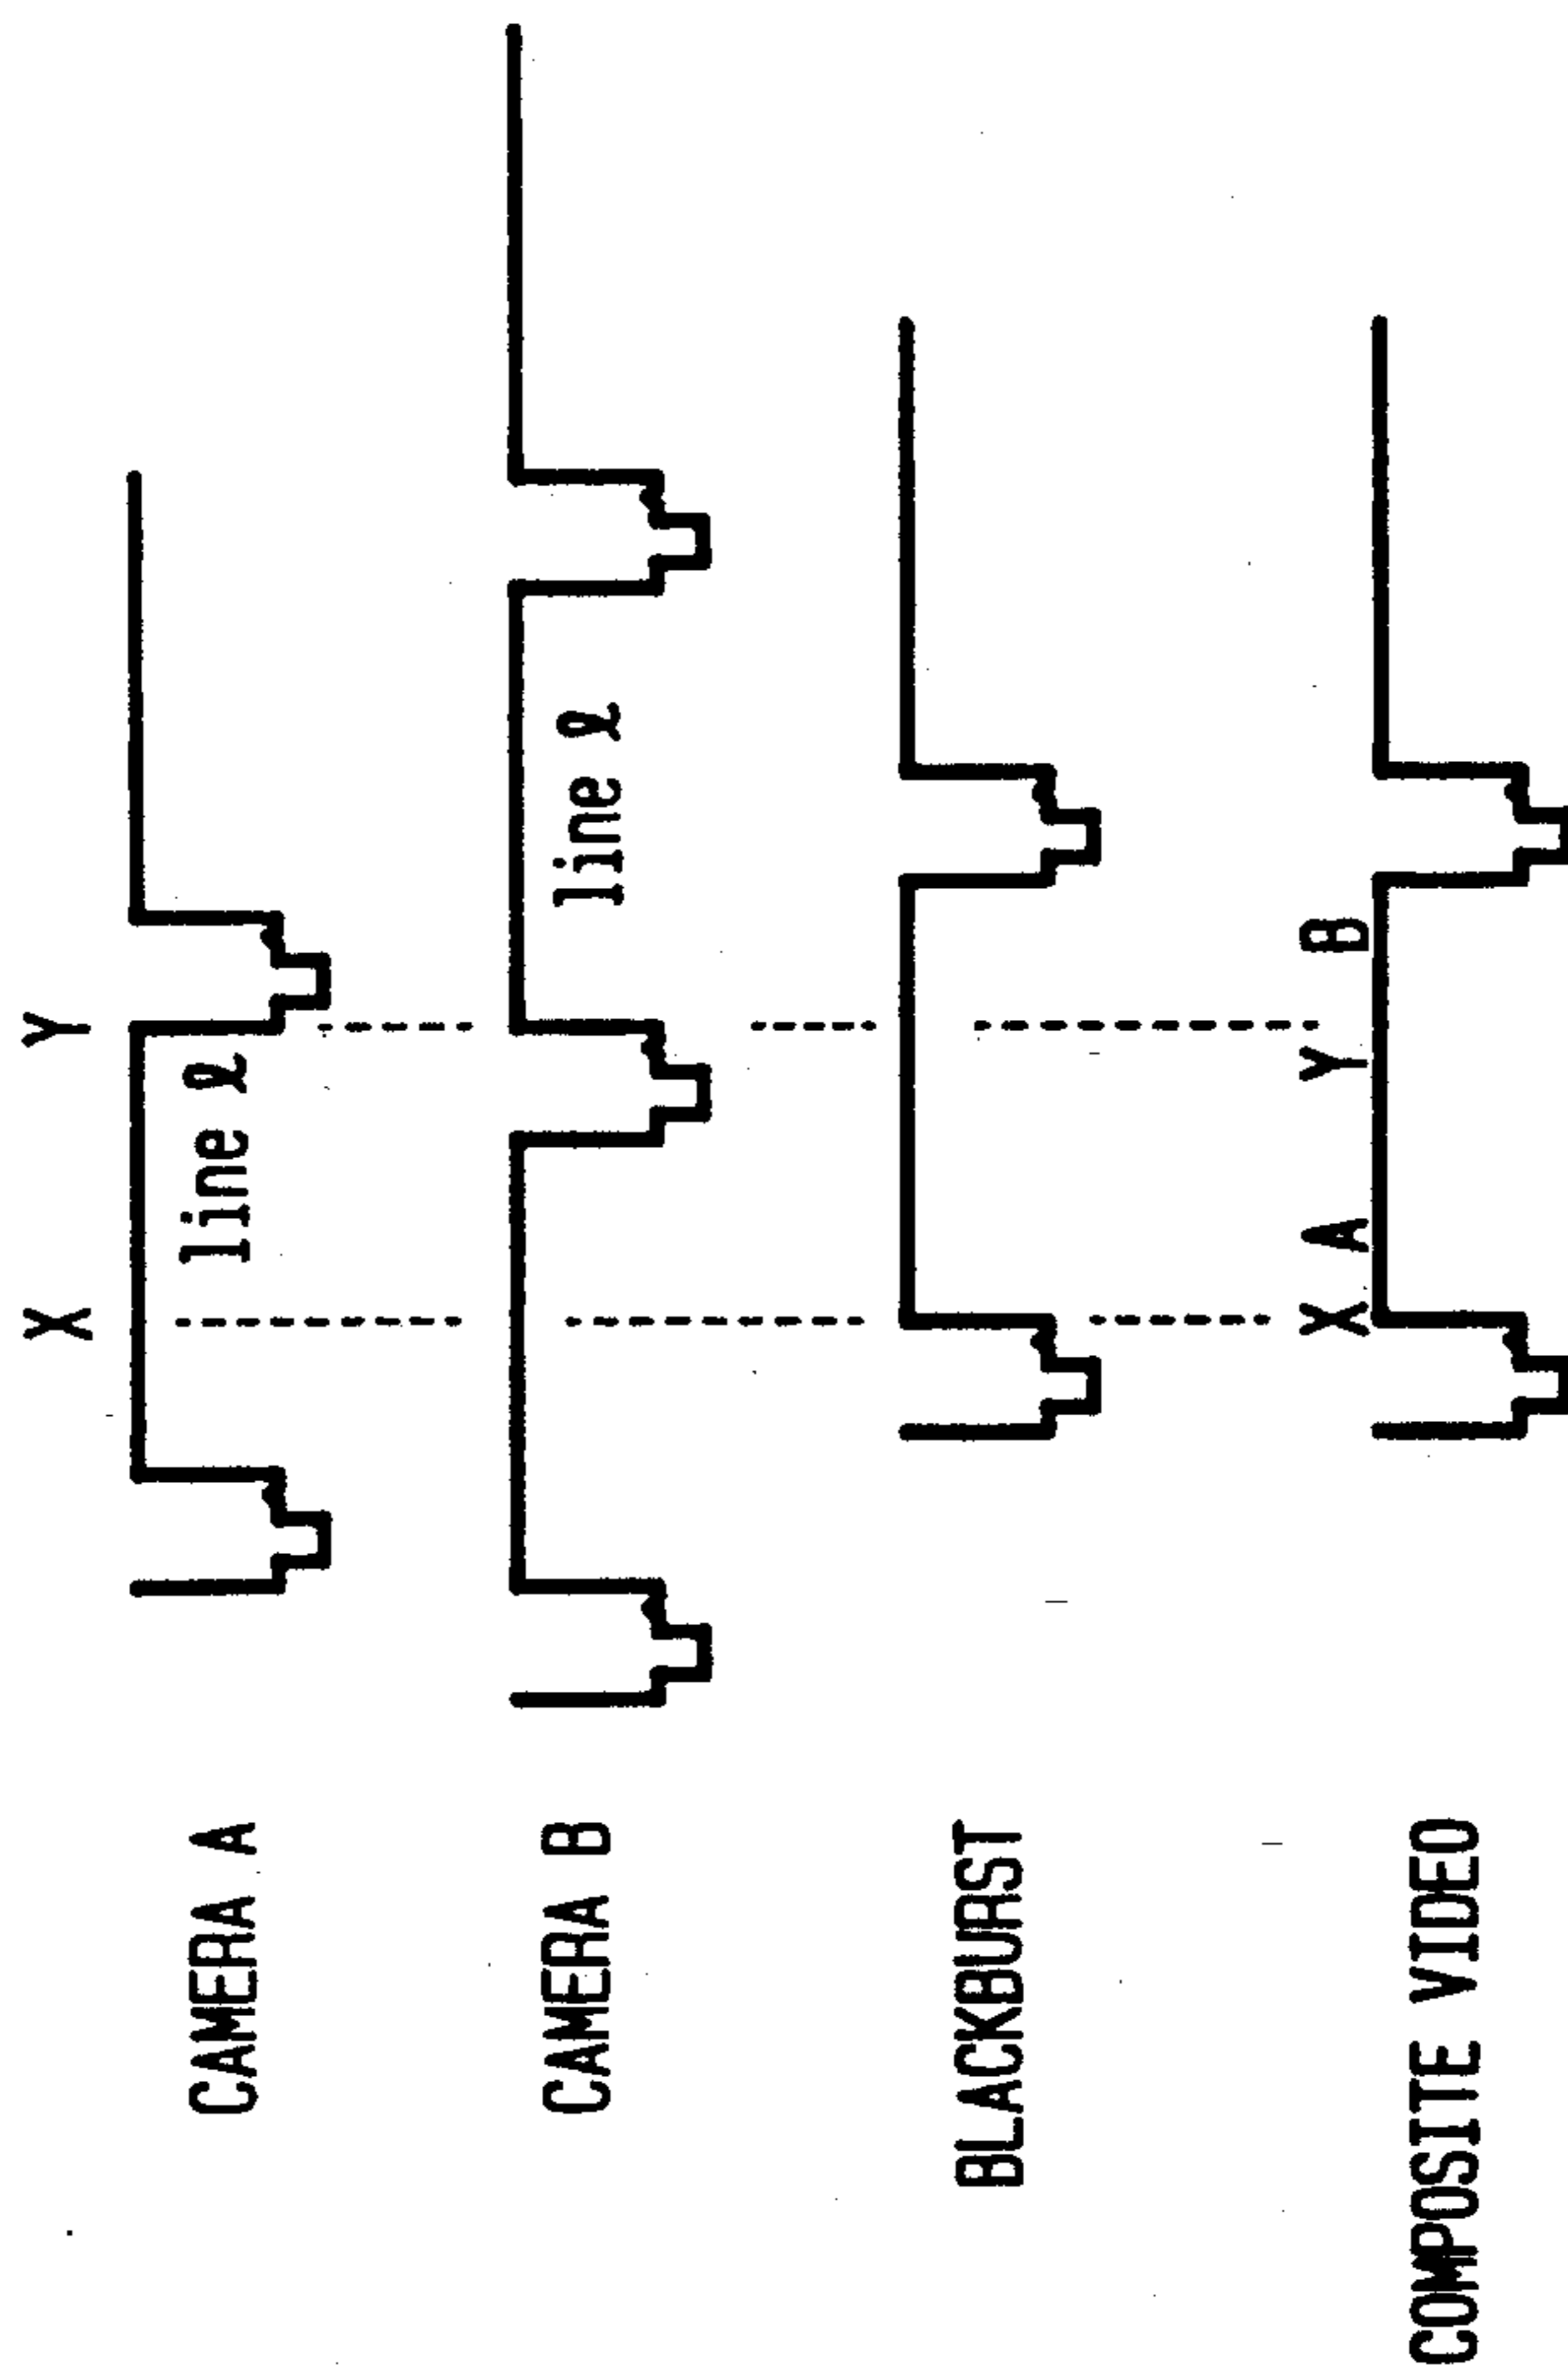 X Y
CAMERA A
line ℓ
CAMERA B
line ℓ
BLACKBURST
X A Y B
COMPOSITE VIDEO